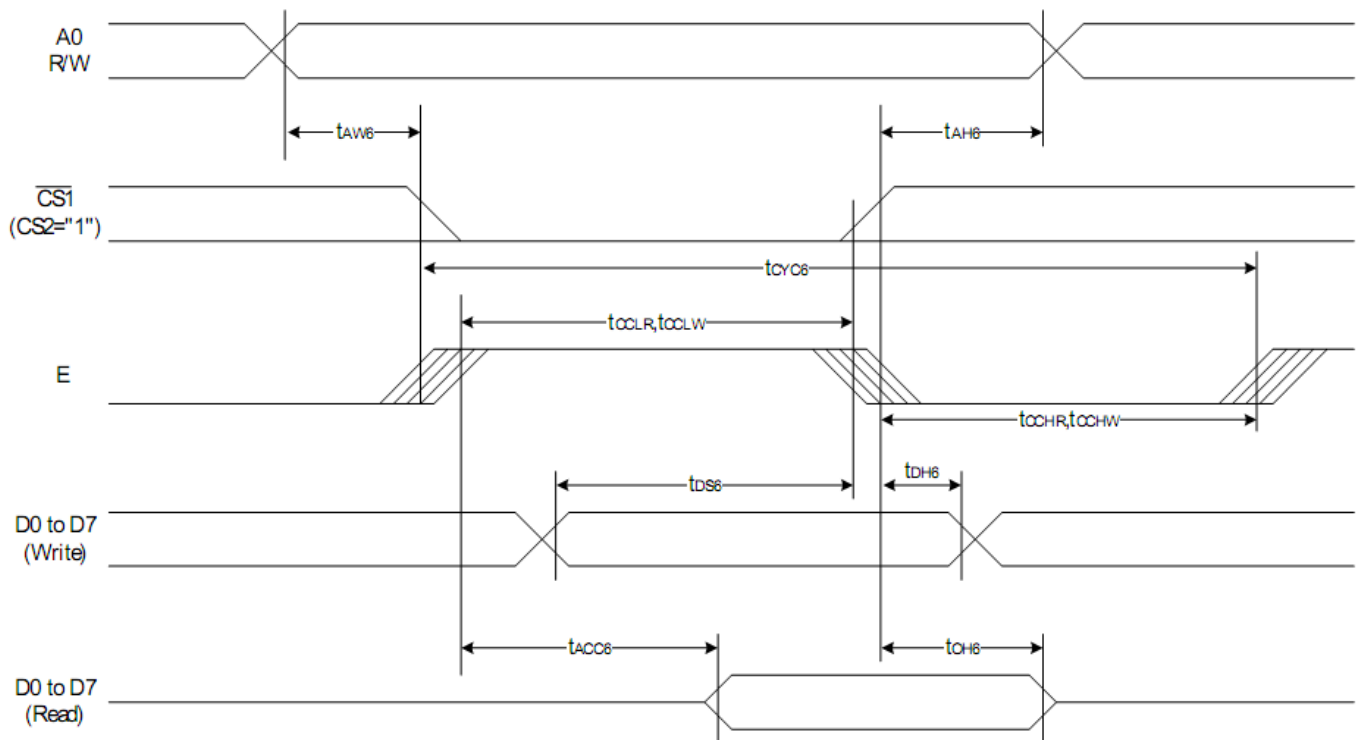 A0
R/W
tAW6
tAH6
CS1
(CS2="1")
tCYC6
tCCLR,tCCLW
E
tCCHR,tCCHW
tDS6
tDH6
D0 to D7
(Write)
tACC6
tOH6
D0 to D7
(Read)